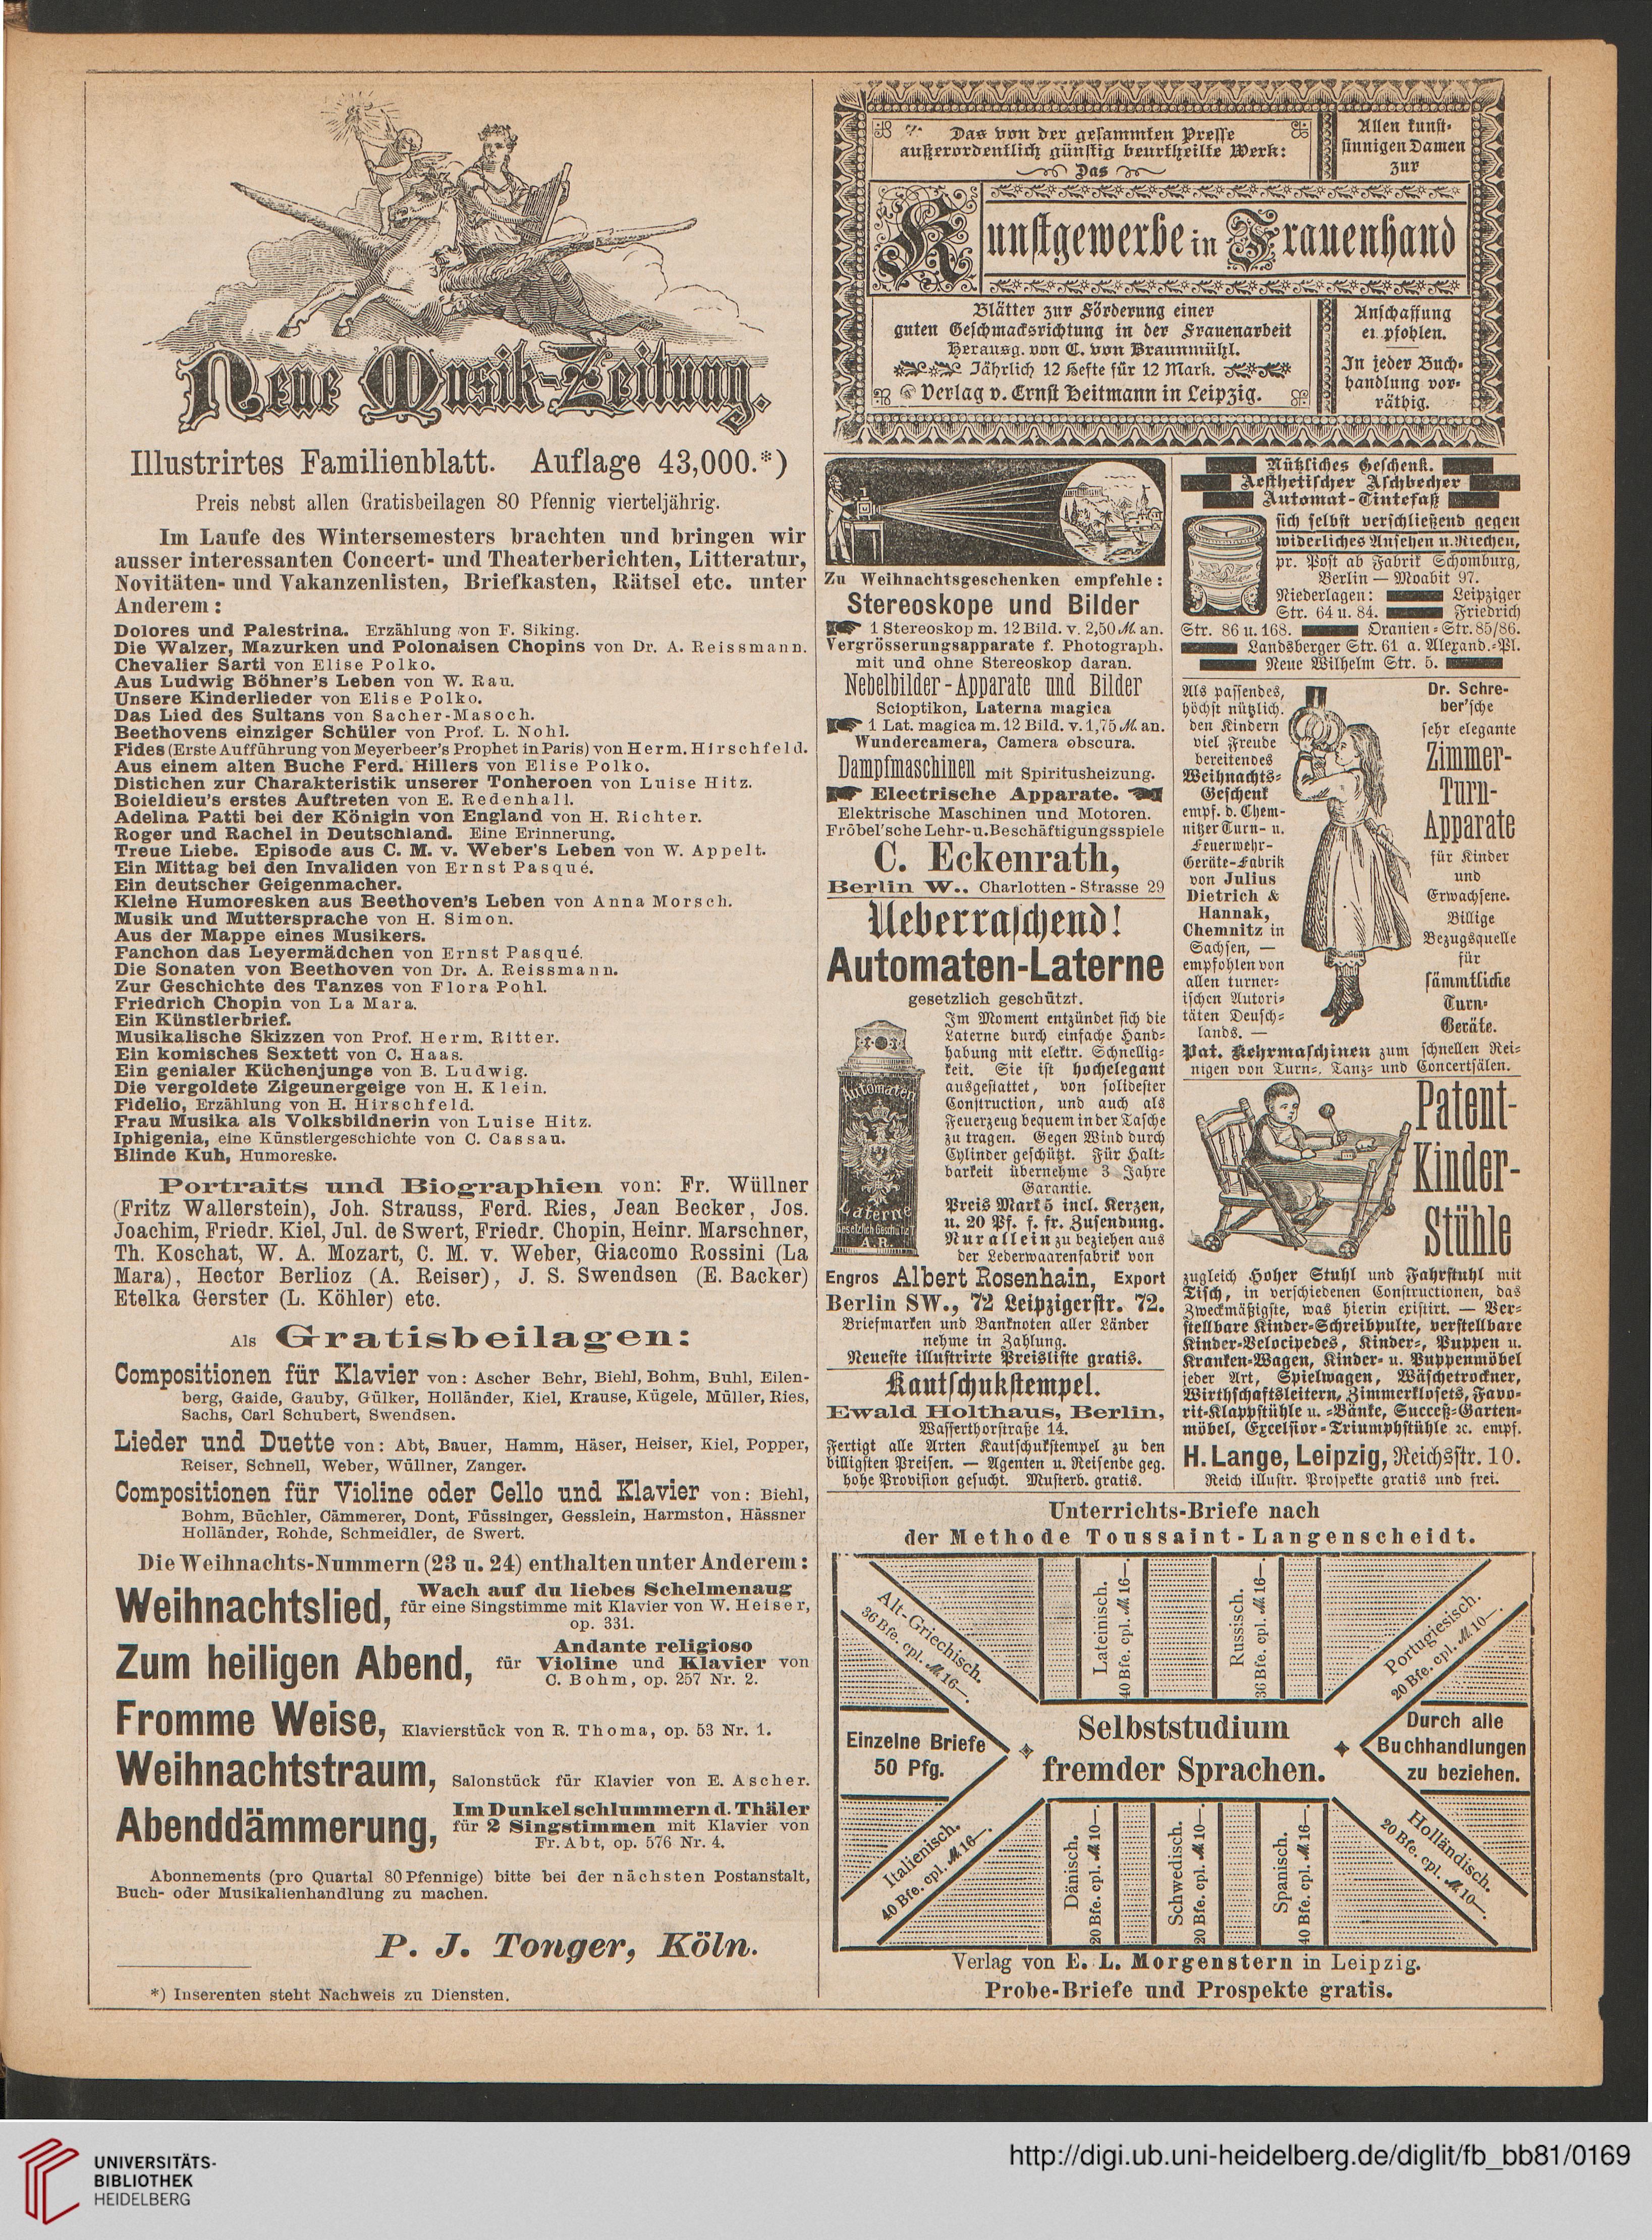 Neue Musik-Zeitung.
Illustrirtes Familienblatt. Auflage 43,000.*)
Preis nebst allen Gratisbeilagen 80 Pfennig vierteljährig.
Im Laufe des Wintersemesters brachten und bringen wir
ausser interessanten Concert- und Theaterberichten, Litteratur,
Novitäten- und Vakanzenlisten, Briefkasten, Rätsel etc. unter
Anderem:
Dolores und Palestrina. Erzählung von F. Siking.
Die Walzer, Mazurken und Polonaisen Chopins von Dr. A. Reissmann.
Chevalier Sarti von Elise Polko.
Aus Ludwig Böhner's Leben von W. Rau.
Unsere Kinderlieder von Elise Polko.
Das Lied des Sultans von Sacher-Masoch.
Beethovens einziger Schüler von Prof. L. Nohl.
Fides (Erste Aufführung von Meyerbeer's Prophet in Paris) von Herm. Hirschfeld.
Aus einem alten Buche Ferd. Hillers von Elise Polko.
Distichen zur Charakteristik unserer Tonheroen von Luise Hitz.
Boieldieu's erstes Auftreten von E. Redenhall.
Adelina Patti bei der Königin von England von H. Richter.
Roger und Rachel in Deutschland. Eine Erinnerung.
Treue Liebe. Episode aus C. M. v. Weber's Leben von W. Appelt.
Ein Mittag bei den Invaliden von Ernst Pasqué.
Ein deutscher Geigenmacher.
Kleine Humoresken aus Beethoven's Leben von Anna Morsch.
Musik und Muttersprache von H. Simon.
Aus der Mappe eines Musikers.
Fanchon das Leyermädchen von Ernst Pasqué.
Die Sonaten von Beethoven von Dr. A. Reissmann.
Zur Geschichte des Tanzes von Flora Pohl.
Friedrich Chopin von La Mara.
Ein Künstlerbrief.
Musikalische Skizzen von Prof. Herm. Ritter.
Ein komisches Sextett von C. Haas.
Ein genialer Küchenjunge von B. Ludwig.
Die vergoldete Zigeunergeige von H. Klein.
Fidelio, Erzählung von H. Hirschfeld.
Frau Musika als Volksbildnerin von Luise Hitz.
Iphigenia, eine Künstlergeschichte von C. Cassau.
Blinde Kuh, Humoreske.
Portraits und Biographien von: Fr. Wüllner
(Fritz Wallerstein), Joh. Strauss, Ferd. Ries, Jean Becker, Jos.
Joachim, Friedr. Kiel, Jul. de Swert, Friedr. Chopin, Heinr. Marschner,
Th. Koschat, W. A. Mozart, C. M. v. Weber, Giacomo Rossini (La
Mara), Hector Berlioz (A. Reiser), J. S. Swendsen (E. Backer)
Etelka Gerster (L. Köhler) etc.
Als Gratisbeilagen:
Compositionen für Klavier von: Ascher Behr, Biehl, Bohm, Buhl, Eilen-
berg, Gaide, Gauby, Gülker, Holländer, Kiel, Krause, Kügele, Müller, Ries,
Sachs, Carl Schubert, Swendsen.
Lieder und Duette von: Abt, Bauer, Hamm, Häser, Heiser, Kiel, Popper,
Reiser, Schnell, Weber, Wüllner, Zanger.
Compositionen für Violine oder Cello und Klavier von: Biehl,
Bohm, Büchler, Cämmerer, Dont, Füssinger, Gesslein, Harmston, Hässner
Holländer, Rohde, Schmeidler, de Swert.
Die Weihnachts-Nummern (23 u. 24) enthalten unter Anderem:
Weihnachtslied, Wach auf du liebes Schelmenaug
für eine Singstimme mit Klavier von W. Heiser,
op. 331.
Zum heiligen Abend, Andante religioso
für Violine und Klavier von
C. Bohm, op. 257 Nr. 2.
Fromme Weise, Klavierstück von R. Thoma, op. 53 Nr. 1.
Weihnachtstraum, Salonstück für Klavier von E. Ascher.
Abenddämmerung, Im Dunkel schlummern d. Thäler
für 2 Singstimmen mit Klavier von
Fr. Abt, op. 576 Nr. 4.
Abonnements (pro Quartal 80 Pfennige) bitte bei der nächsten Postanstalt,
Buch- oder Musikalienhandlung zu machen.
P. J. Tonger, Köln.
*) Inserenten steht Nachweis zu Diensten.
Das von der gesammten Presse
außerordentlich günstig beurtheilte Werk:
Das
Allen kunst-
sinnigen Damen
zur
Kunstgewerbe in Frauenhand
Blätter zur Förderung einer
guten Geschmacksrichtung in der Frauenarbeit
Herausg. von C. von Braunmühl.
Jährlich 12 Hefte für 12 Mark.
Verlag v. Ernst Heitmann in Leipzig.
Anschaffung
pfohlen.
In jeder Buch-
handlung vor-
räthig.
Zu Weihnachtsgeschenken empfehle:
Stereoskope und Bilder
1 Stereoskop m. 12 Bild. v. 2,50 M. an.
Vergrösserungsapparate f. Photograph.
mit und ohne Stereoskop daran.
Nebelbilder-Apparate und Bilder
Scioptikon, Laterna magica
1 Lat. magica m. 12 Bild. v. 1,75 M. an.
Wundercamera, Camera obscura.
Dampfmaschinen mit Spiritusheizung.
Electrische Apparate.
Elektrische Maschinen und Motoren.
Fröbel'sche Lehr- u. Beschäftigungsspiele
C. Eckenrath,
Berlin W., Charlotten-Strasse 29
Ueberraschend!
Automaten-Laterne
gesetzlich geschützt.
Automaten
Laterne
Gesetzlich Geschützt
A.R.
Im Moment entzündet sich die
Laterne durch einfache Hand-
habung mit elektr. Schnellig-
keit. Sie ist hochelegant
ausgestattet, von solidester
Construction, und auch als
Feuerzeug bequem in der Tasche
zu tragen. Gegen Wind durch
Cylinder geschützt. Für Halt-
barkeit übernehme 3 Jahre
Garantie.
Preis Mark 5 incl. Kerzen,
u. 20 Pf. f. fr. Zusendung.
Nur allein zu beziehen aus
der Lederwaarenfabrik von
Engros Albert Rosenhain, Export
Berlin SW., 72 Leipzigerstr. 72.
Briefmarken und Banknoten aller Länder
nehme in Zahlung.
Neueste illustrirte Preisliste gratis.
Kautschukstempel.
Ewald Holthaus, Berlin,
Wasserthorstraße 14.
Fertigt alle Arten Kautschukstempel zu den
billigsten Preisen. — Agenten u. Reisende geg.
hohe Provision gesucht. Musterb. gratis.
Nützliches Geschenk.
Aesthetischer Aschbecher
Automat-Tintefaß
sich selbst verschließend gegen
widerliches Ansehen u. Riechen,
pr. Post ab Fabrik Schomburg,
Berlin — Moabit 97.
Niederlagen: Leipziger
Str. 64 u. 84. Friedrich
Str. 86 u. 168. Oranien-Str. 85/86.
Landsberger Str. 61 a. Alexand.-Pl.
Neue Wilhelm Str. 5.
Als passendes,
höchst nützlich.
den Kindern
viel Freude
bereitendes
Weihnachts-
Geschenk
empf. d. Chem-
nitzer Turn- u.
Feuerwehr-
Geräte-Fabrik
von Julius
Dietrich &
Hannak,
Chemnitz in
Sachsen, —
empfohlen von
allen turner-
ischen Autori-
täten Deutsch-
lands. —
Dr. Schre-
ber'sche
sehr elegante
Zimmer-
Turn-
Apparate
für Kinder
und
Erwachsene.
Billige
Bezugsquelle
für
sämmtliche
Turn-
Geräte.
Pat. Kehrmaschinen zum schnellen Rei-
nigen von Turn-, Tanz- und Concertsälen.
Patent-
Kinder-
Stühle
zugleich Hoher Stuhl und Fahrstuhl mit
Tisch, in verschiedenen Constructionen, das
Zweckmäßigste, was hierin existirt. — Ver-
stellbare Kinder-Schreibpulte, verstellbare
Kinder-Velocipedes, Kinder-, Puppen u.
Kranken-Wagen, Kinder- u. Puppenmöbel
jeder Art, Spielwagen, Wäschetrockner,
Wirthschaftsleitern, Zimmerklosets, Favo-
rit-Klappstühle u. -Bänke, Succeß-Garten-
möbel, Excelsior-Triumphstühle ꝛc. empf.
H. Lange, Leipzig, Reichsstr. 10.
Reich illustr. Prospekte gratis und frei.
Unterrichts-Briefe nach
der Methode Toussaint-Langenscheidt.
Alt-Griechisch.
36 Bfe. cpl. M. 16—.
Lateinisch.
40 Bfe. cpl. M 16—
Russisch.
36 Bfe. cpl. M. 16—
Portugiesisch.
20 Bfe. cpl. M. 10—.
Einzelne Briefe
50 Pfg.
Selbststudium
fremder Sprachen.
Durch alle
Buchhandlungen
zu beziehen.
Italienisch.
40 Bfe. cpl. M. 16—.
Dänisch.
20 Bfe. cpl. M 10—
Schwedisch.
20 Bfe. cpl. M 10—
Spanisch.
40 Bfe. cpl. M 16—
Holländisch.
20 Bfe. cpl. M 10—.
Verlag von E. L. Morgenstern in Leipzig.
Probe-Briefe und Prospekte gratis.
UNIVERSITÄTS-
BIBLIOTHEK
HEIDELBERG
http://digi.ub.uni-heidelberg.de/diglit/fb_bb81/0169